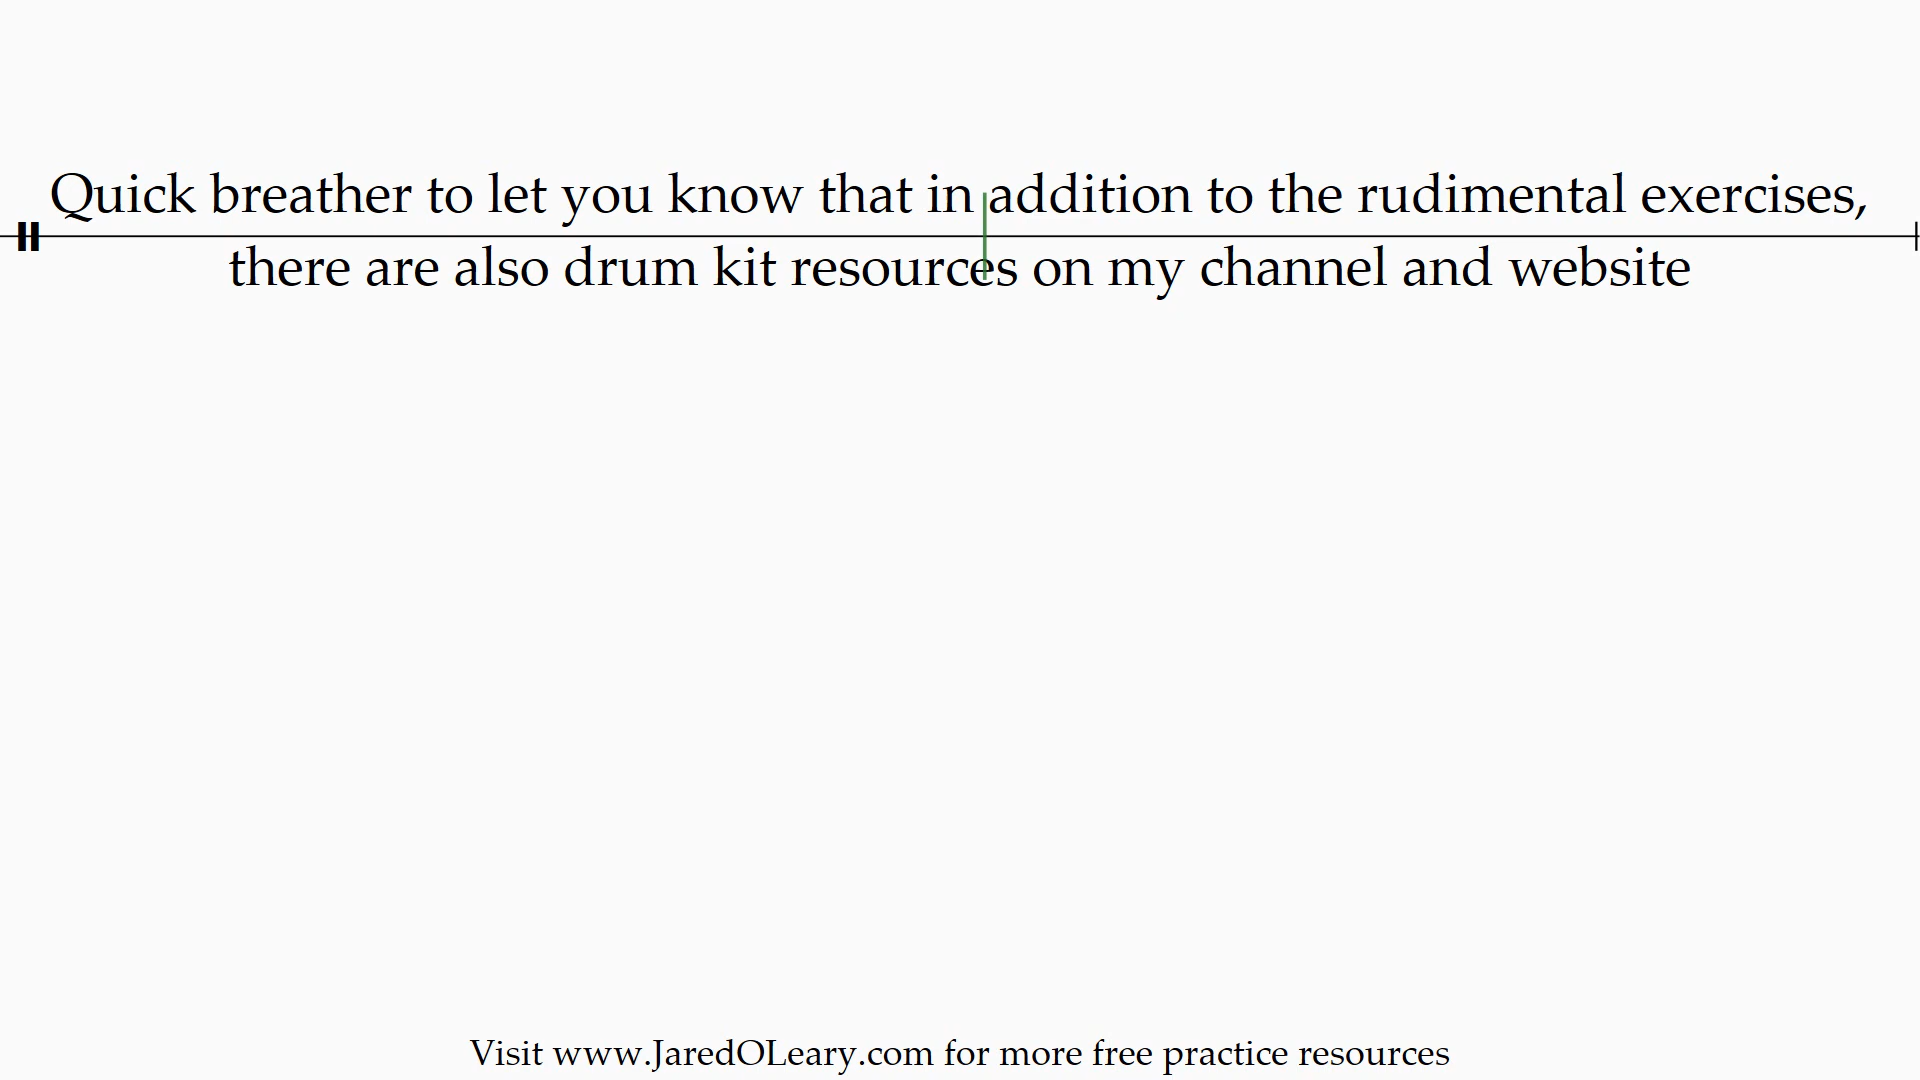 Quick breather to let you know that in addition to the rudimental exercises,
there are also drum kit resources on my channel and website
Visit www.JaredOLeary.com for more free practice resources